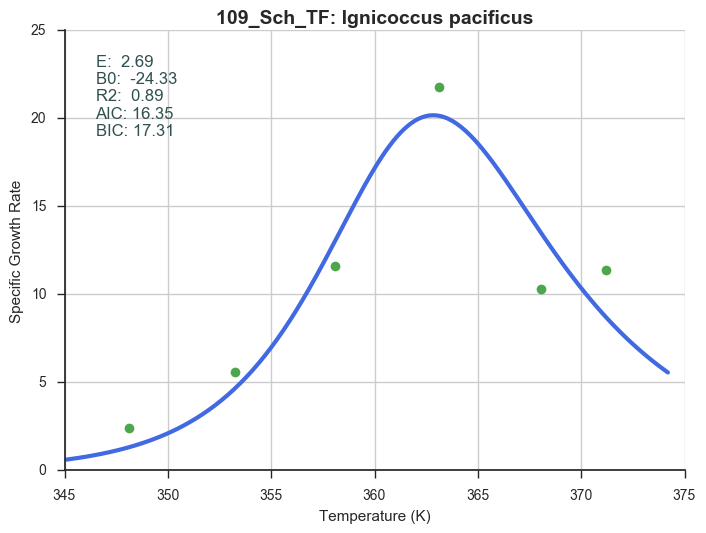 109_Sch_TF: Ignicoccus pacificus
E:  2.69
B0:  -24.33
R2:  0.89
AIC: 16.35
BIC: 17.31
25
20
15
10
5
0
Specific Growth Rate
345 350 355 360 365 370 375
Temperature (K)